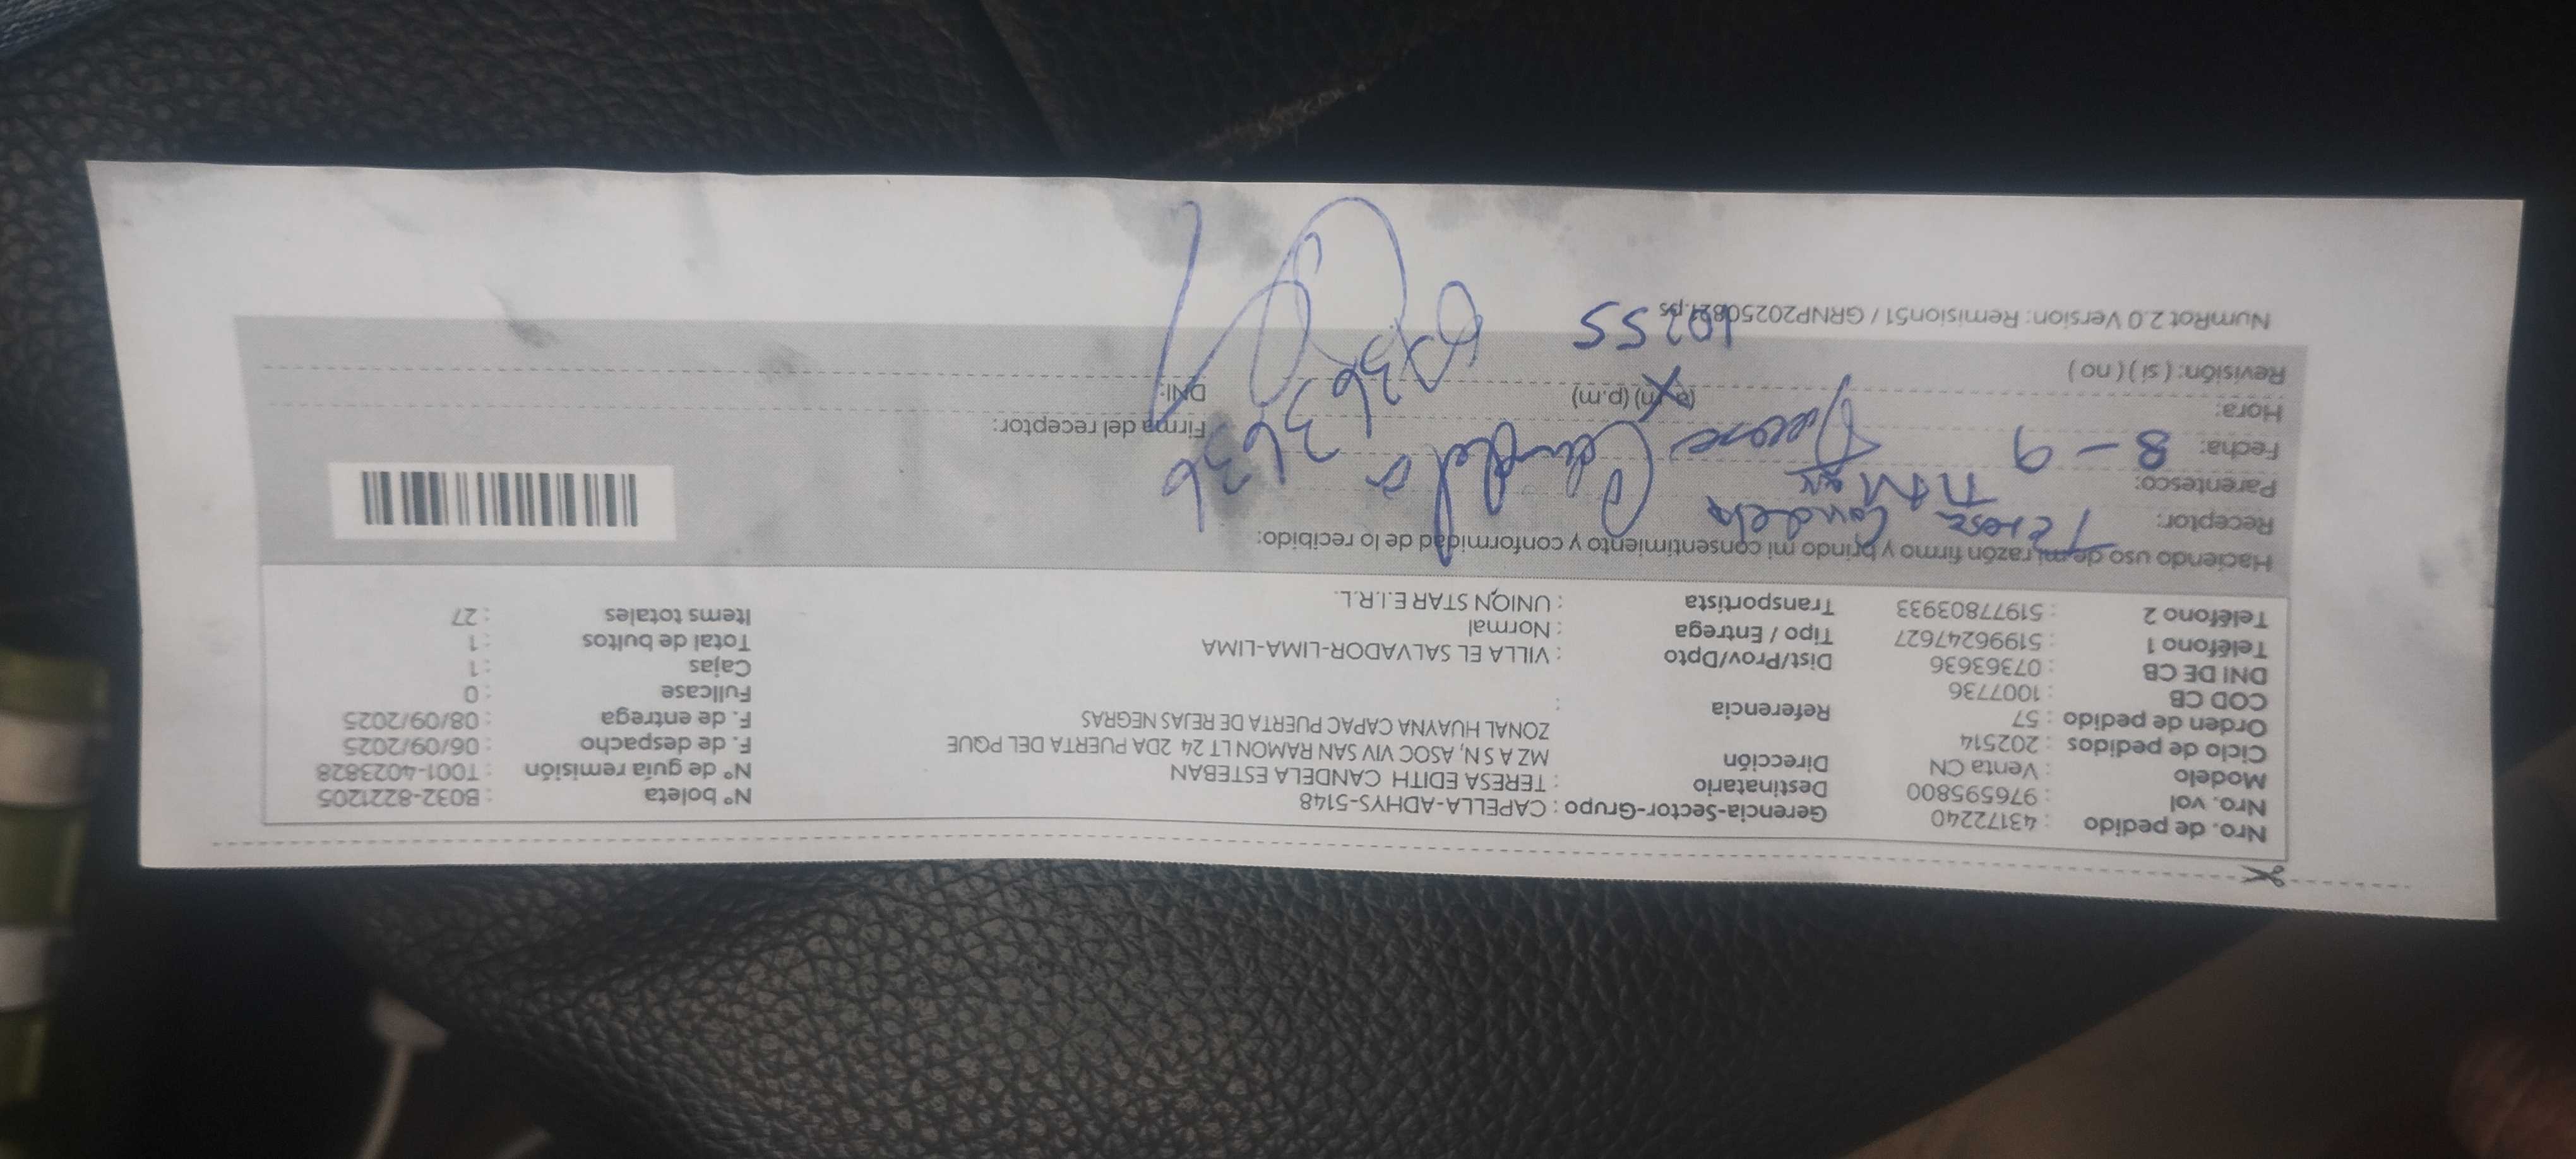 Nro. de pedido : 43172240 Gerencia-Sector-Grupo : CAPELLA-ADHYS-5148 N° boleta : B032-8221205
Nro. vol : 976595800 Destinatario : TERESA EDITH CANDELA ESTEBAN N° de guía remisión : T001-4023828
Modelo : Venta CN Dirección MZ A S N, ASOC VIV SAN RAMON LT 24 2DA PUERTA DEL PQUE F. de despacho : 06/09/2025
Ciclo de pedidos : 202514 ZONAL HUAYNA CAPAC PUERTA DE REJAS NEGRAS F. de entrega : 08/09/2025
Orden de pedido : 57 Referencia : Fullcase : 0
COD CB : 1007736 Cajas : 1
DNI DE CB : 07363636 Dist/Prov/Dpto : VILLA EL SALVADOR-LIMA-LIMA Total de bultos : 1
Teléfono 1 : 51996247627 Tipo / Entrega : Normal Items totales : 27
Teléfono 2 : 51977803933 Transportista : UNION STAR E.I.R.L.
Haciendo uso de mi razón firmo y brindo mi consentimiento y conformidad de lo recibido:
Receptor: Teresa Candela
Parentesco:
Fecha: 8-9 Candela 3636 Firma del receptor:
Hora: (a.m) (p.m) DNI:
Revisión: ( sí ) ( no ) 10:55
NumRot 2.0 Version: Remision51 / GRNP20250821.ps